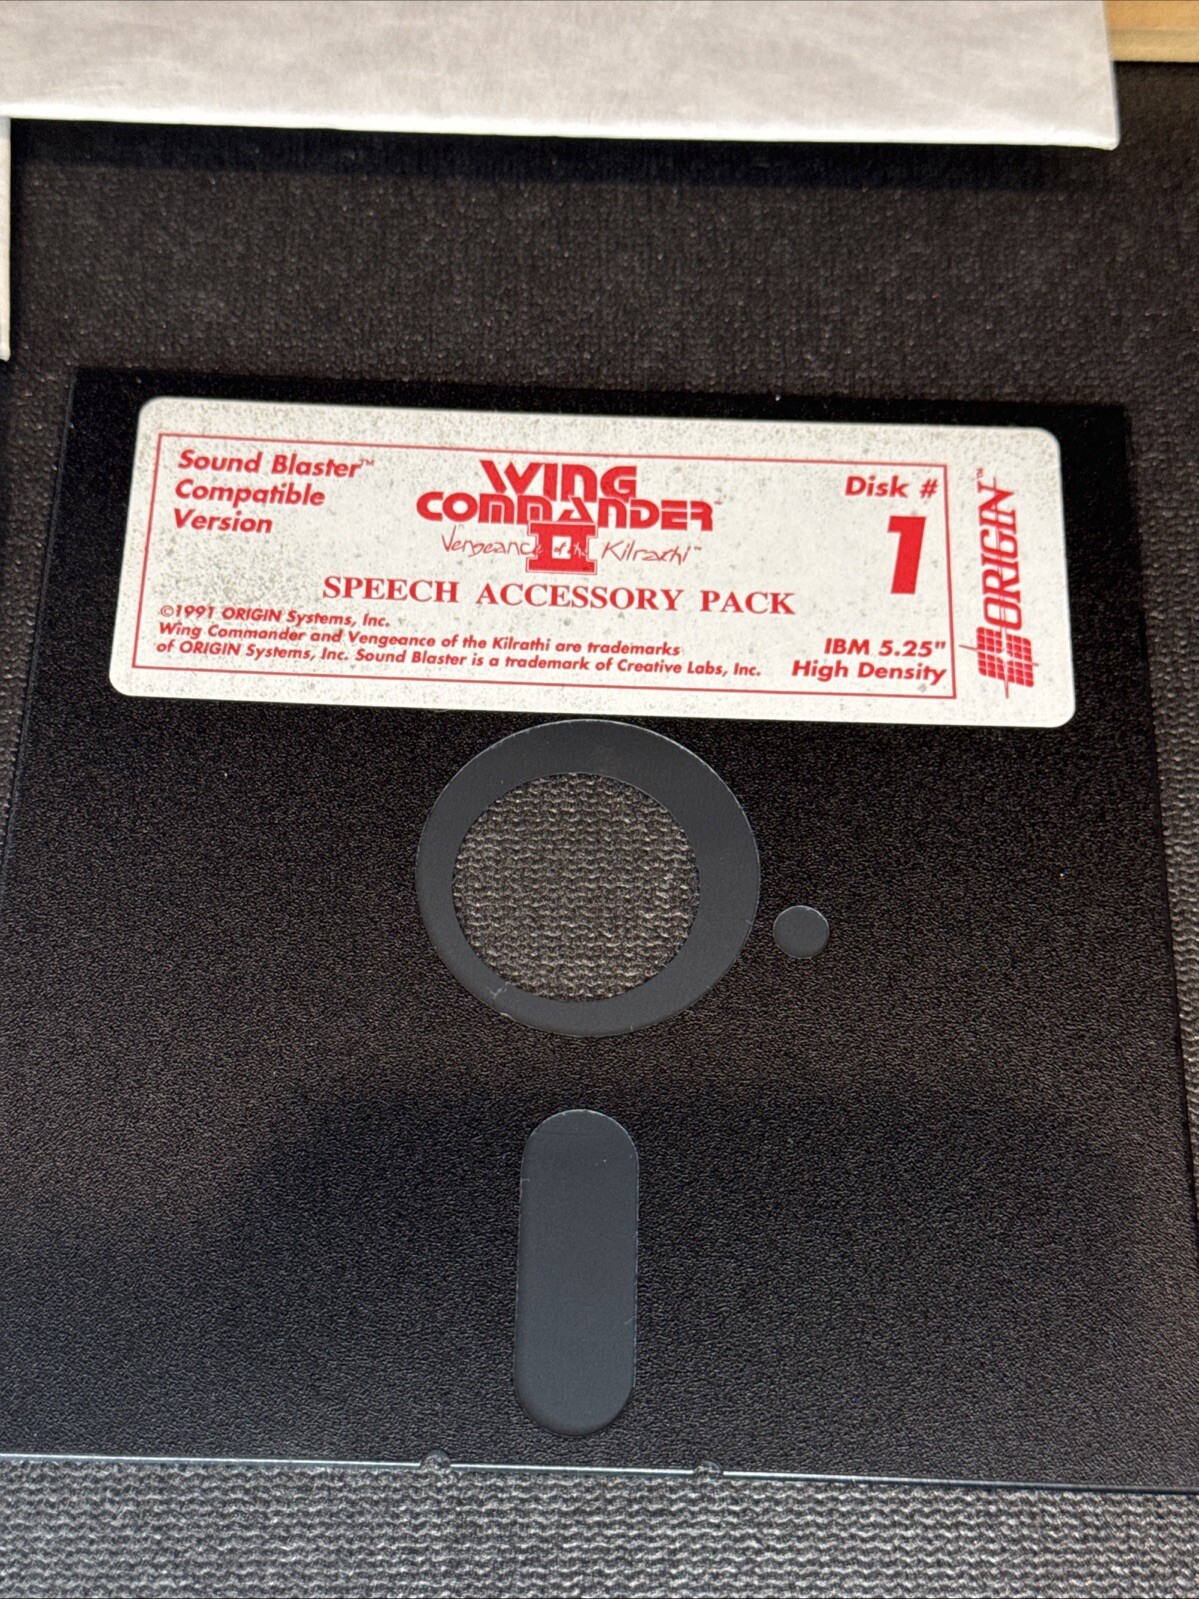 Sound Blaster™
Compatible
Version
WING
COMMANDER™
II
Vengeance of the Kilrathi™
SPEECH ACCESSORY PACK
Disk #
1
©1991 ORIGIN Systems, Inc.
Wing Commander and Vengeance of the Kilrathi are trademarks
of ORIGIN Systems, Inc. Sound Blaster is a trademark of Creative Labs, Inc.
IBM 5.25"
High Density
ORIGIN™